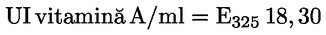 UI vitamină A/ml = E₃₂₅ 18,30